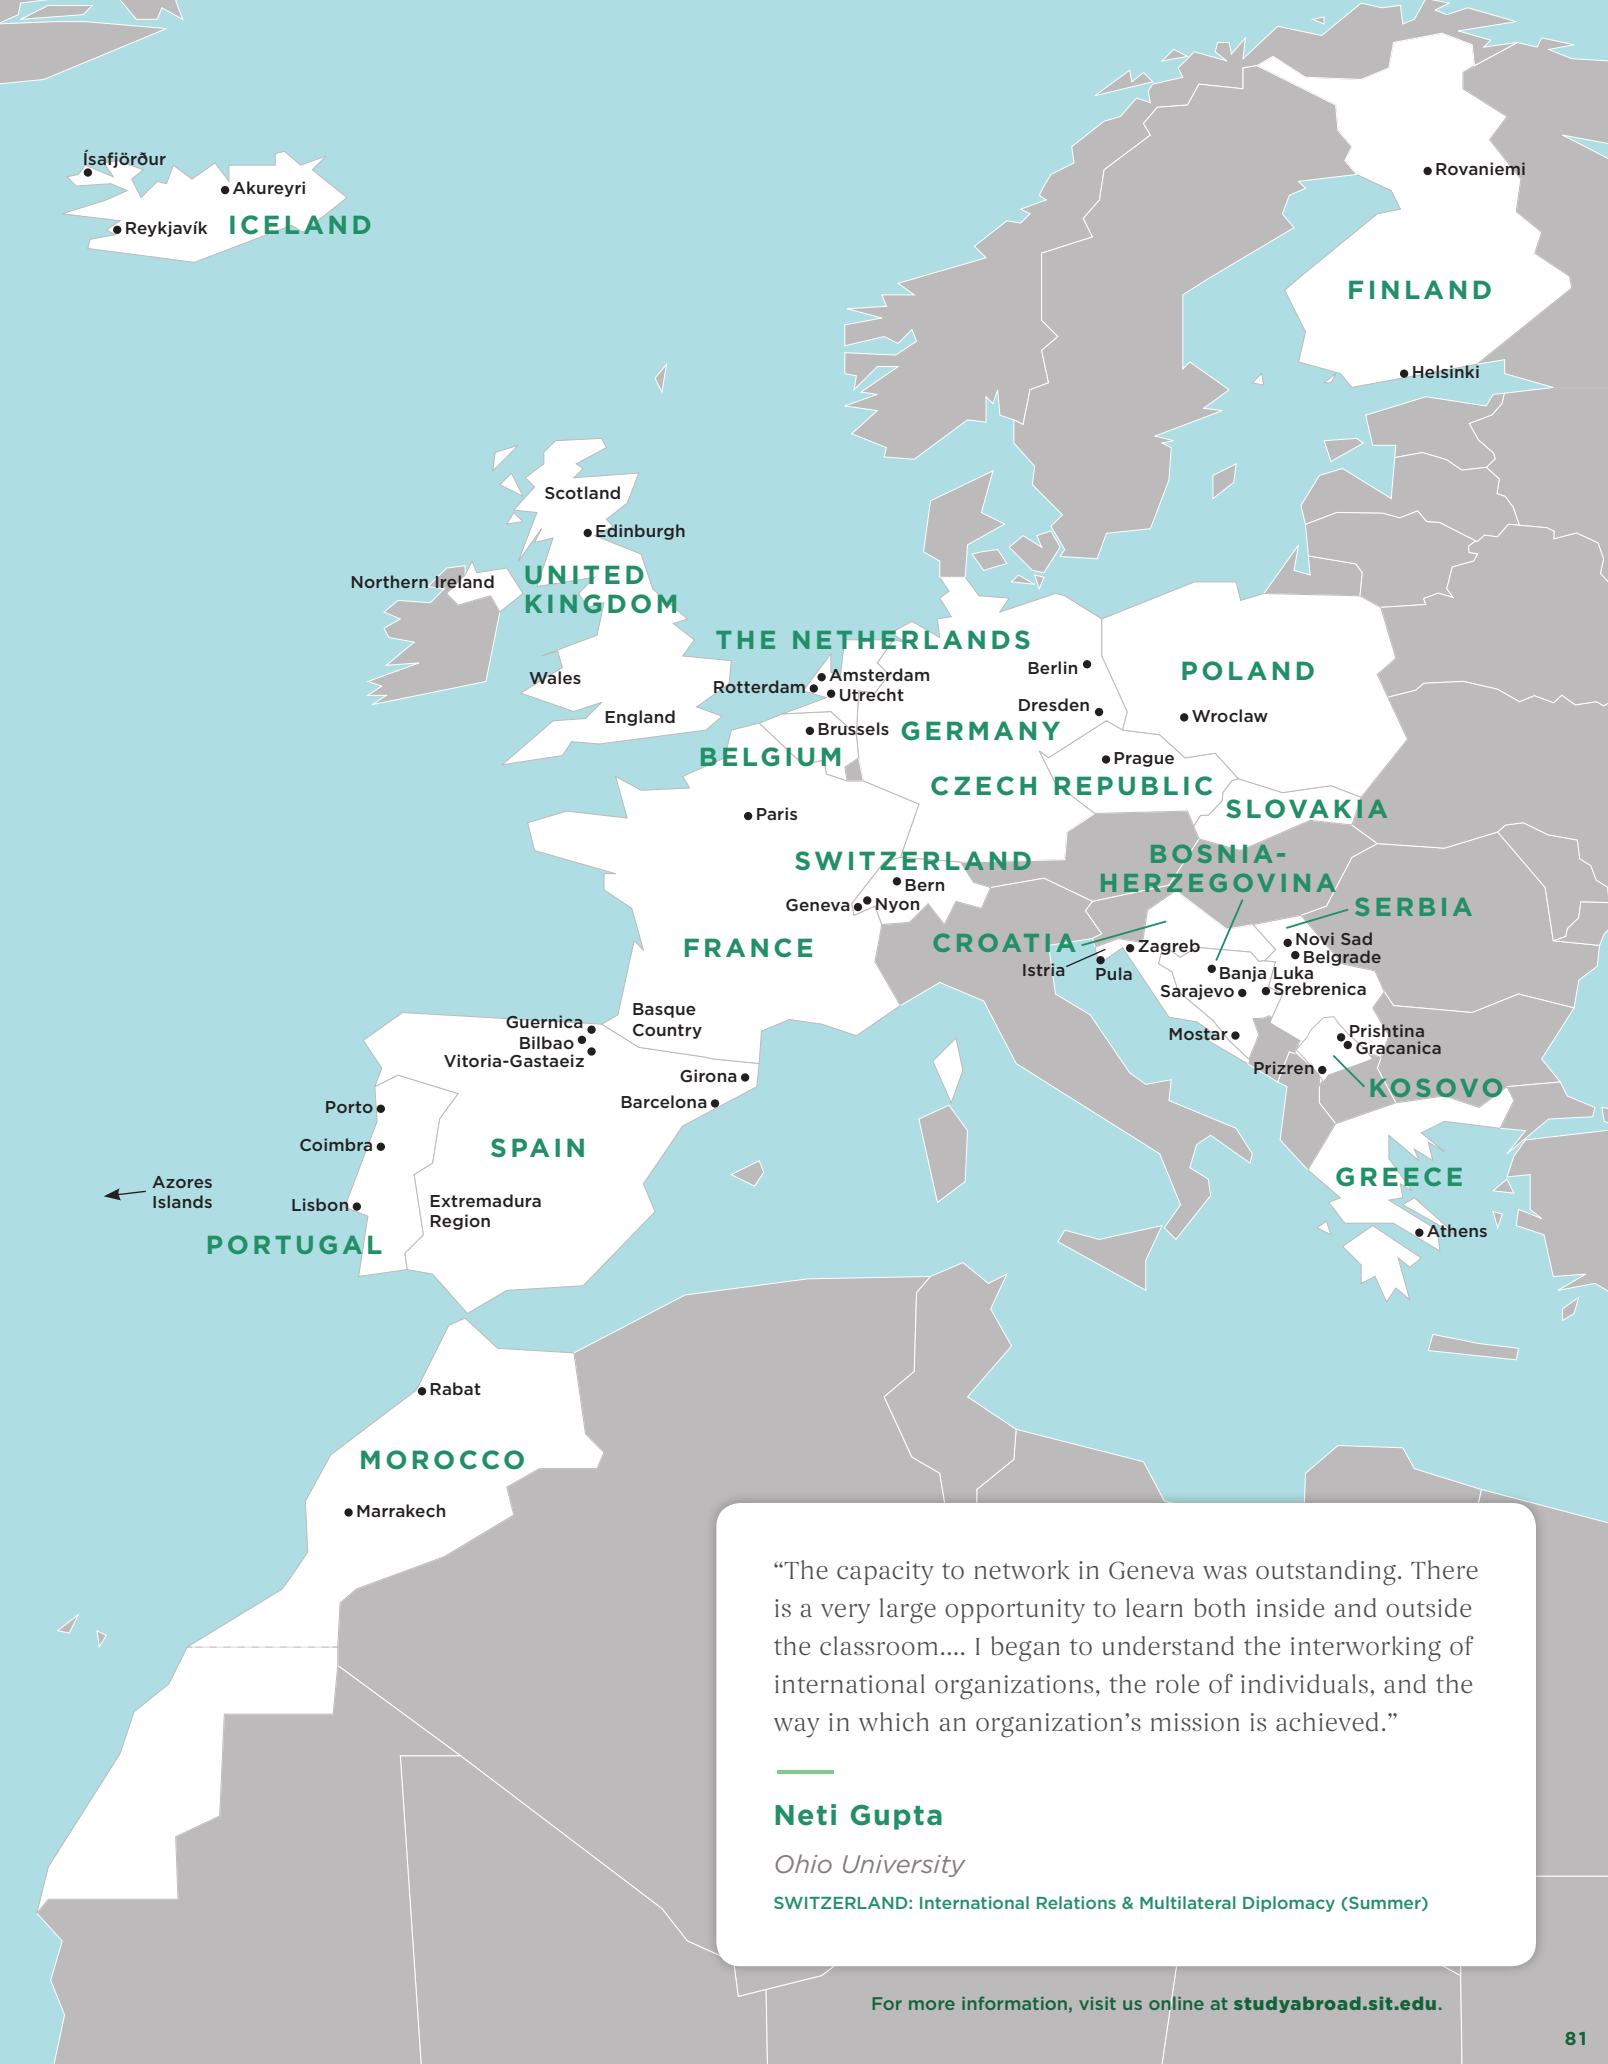 Ísafjörður
Akureyri
Reykjavík
ICELAND
Rovaniemi
FINLAND
Helsinki
Scotland
Edinburgh
Northern Ireland
UNITED
KINGDOM
Wales
England
THE NETHERLANDS
Amsterdam
Rotterdam
Utrecht
Berlin
Dresden
POLAND
Wroclaw
Brussels
BELGIUM
GERMANY
Prague
CZECH REPUBLIC
SLOVAKIA
Paris
SWITZERLAND
Bern
Geneva
Nyon
BOSNIA-
HERZEGOVINA
SERBIA
FRANCE
CROATIA
Zagreb
Istria
Pula
Novi Sad
Belgrade
Banja Luka
Sarajevo
Srebrenica
Mostar
Prishtina
Gracanica
Prizren
KOSOVO
Basque
Country
Guernica
Bilbao
Vitoria-Gastaeiz
Girona
Barcelona
Porto
Coimbra
SPAIN
Azores
Islands
Lisbon
Extremadura
Region
PORTUGAL
GREECE
Athens
Rabat
MOROCCO
Marrakech
“The capacity to network in Geneva was outstanding. There
is a very large opportunity to learn both inside and outside
the classroom.... I began to understand the interworking of
international organizations, the role of individuals, and the
way in which an organization’s mission is achieved.”
Neti Gupta
Ohio University
SWITZERLAND: International Relations & Multilateral Diplomacy (Summer)
For more information, visit us online at studyabroad.sit.edu.
81